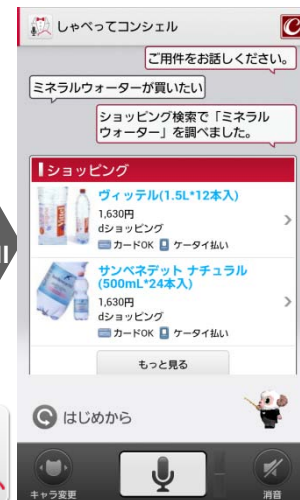 しゃべってコンシェル
ご用件をお話しください。
ミネラルウォーターが買いたい
ショッピング検索で「ミネラル
ウォーター」を調べました。
ショッピング
ヴィッテル(1.5L*12本入)
1,630円
dショッピング
カードOK ケータイ払い
サンベネデット ナチュラル
(500mL*24本入)
1,630円
dショッピング
カードOK ケータイ払い
もっと見る
はじめから
キャラ変更
消音